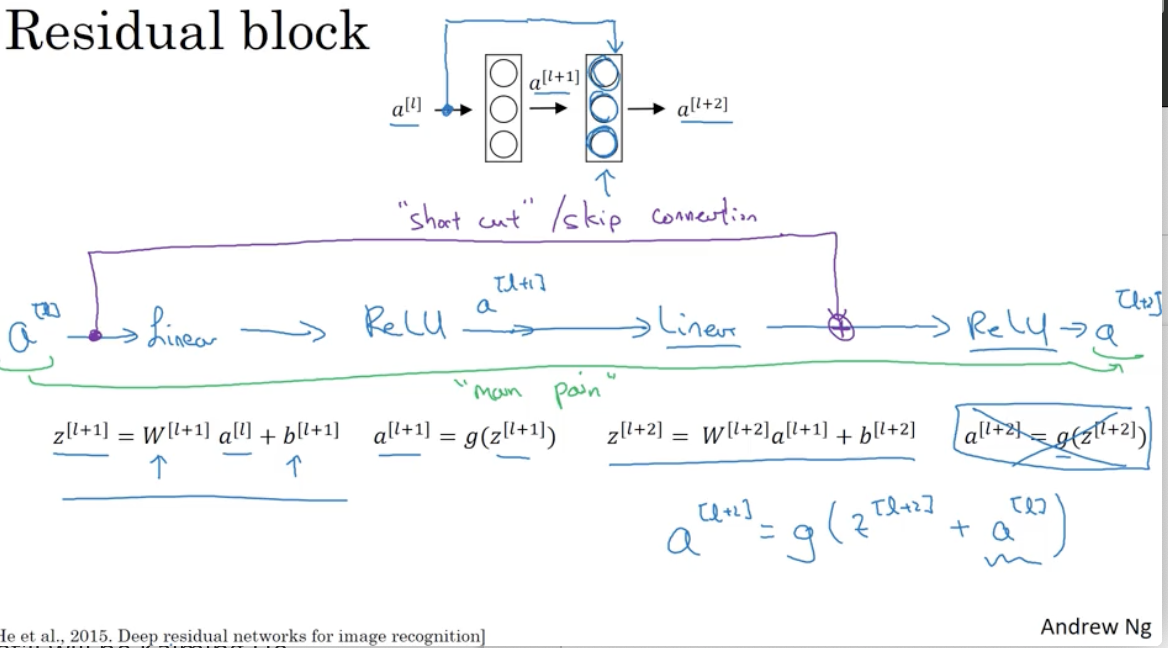 Residual block
a[l]
a[l+1]
a[l+2]
"short cut" / skip connection
a[l] → Linear → ReLU a[l+1] → Linear → ReLU → a[l+2]
"main path"
z[l+1] = W[l+1] a[l] + b[l+1]   a[l+1] = g(z[l+1])   z[l+2] = W[l+2]a[l+1] + b[l+2]   a[l+2] = g(z[l+2])
a[l+2] = g(z[l+2] + a[l])
He et al., 2015. Deep residual networks for image recognition]
Andrew Ng